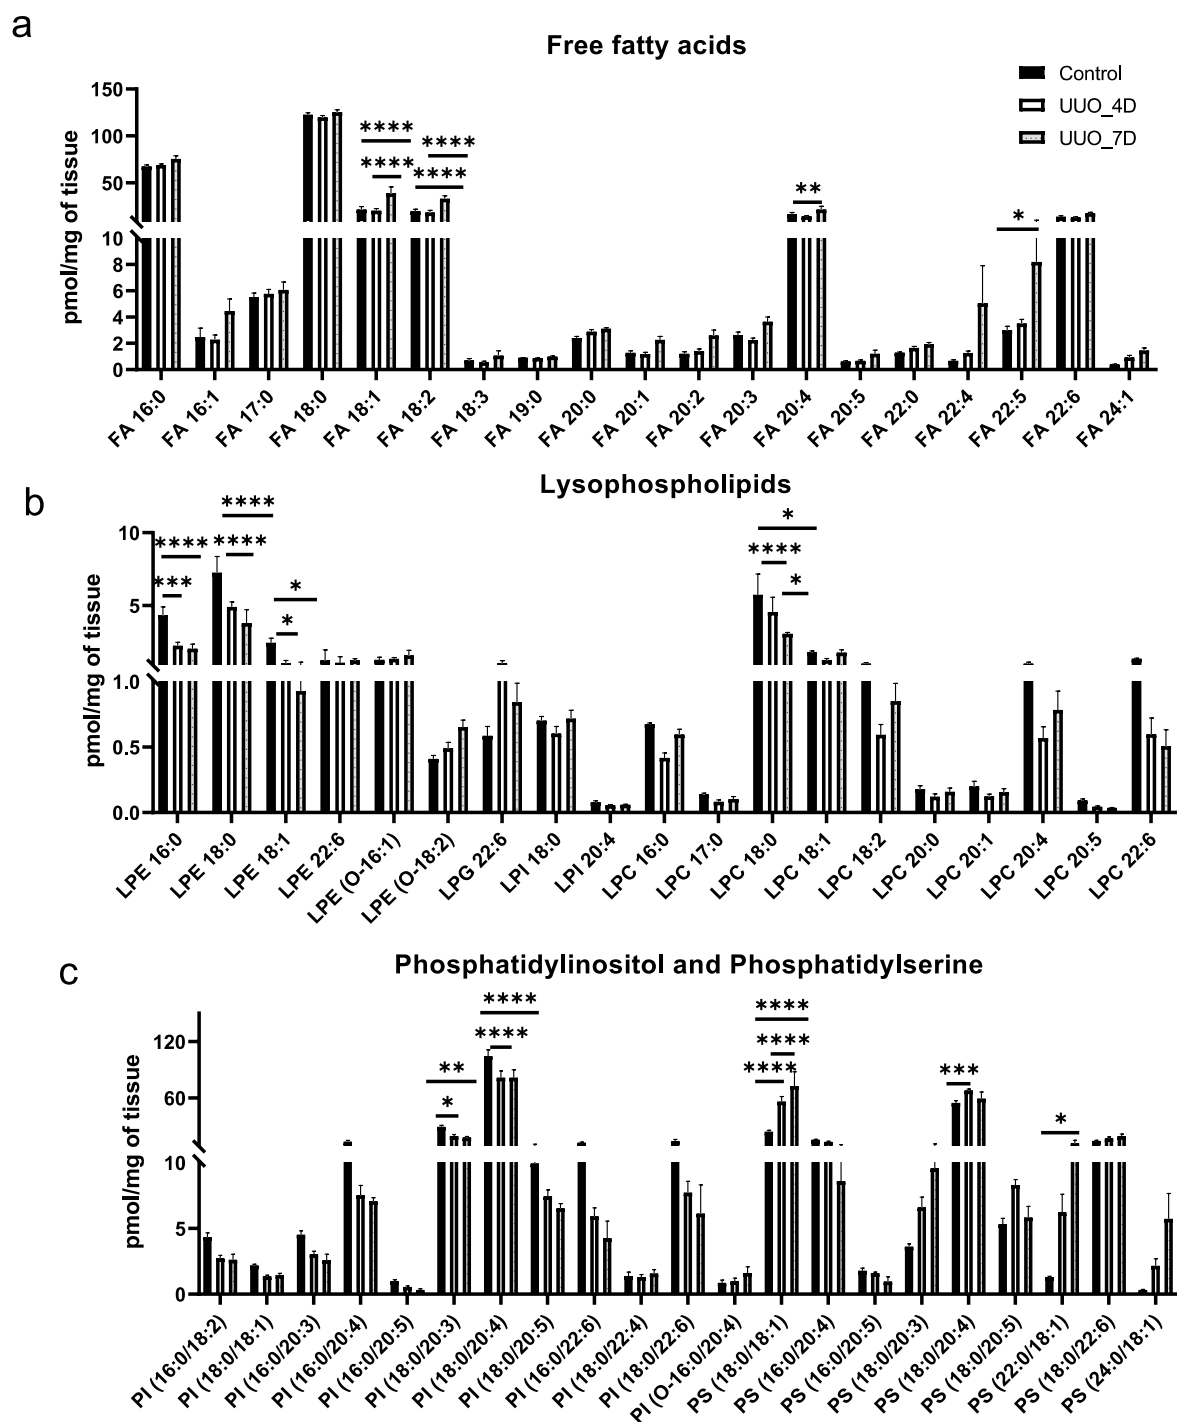 a
Free fatty acids
Control
UUO_4D
UUO_7D
pmol/mg of tissue
150
100
50
10
8
6
4
2
0
****
****
****
****
**
*
FA 16:0
FA 16:1
FA 17:0
FA 18:0
FA 18:1
FA 18:2
FA 18:3
FA 19:0
FA 20:0
FA 20:1
FA 20:2
FA 20:3
FA 20:4
FA 20:5
FA 22:0
FA 22:4
FA 22:5
FA 22:6
FA 24:1
b
Lysophospholipids
pmol/mg of tissue
10
5
1.0
0.5
0.0
****
***
****
****
*
*
*
****
*
LPE 16:0
LPE 18:0
LPE 18:1
LPE 22:6
LPE (O-16:1)
LPE (O-18:2)
LPG 22:6
LPI 18:0
LPI 20:4
LPC 16:0
LPC 17:0
LPC 18:0
LPC 18:1
LPC 18:2
LPC 20:0
LPC 20:1
LPC 20:4
LPC 20:5
LPC 22:6
c
Phosphatidylinositol and Phosphatidylserine
pmol/mg of tissue
120
60
10
5
0
**
*
****
****
****
****
****
***
*
PI (16:0/18:2)
PI (18:0/18:1)
PI (16:0/20:3)
PI (16:0/20:4)
PI (16:0/20:5)
PI (18:0/20:3)
PI (18:0/20:4)
PI (18:0/20:5)
PI (16:0/22:6)
PI (18:0/22:4)
PI (18:0/22:6)
PI (O-16:0/20:4)
PS (18:0/18:1)
PS (16:0/20:4)
PS (16:0/20:5)
PS (18:0/20:3)
PS (18:0/20:4)
PS (18:0/20:5)
PS (22:0/18:1)
PS (18:0/22:6)
PS (24:0/18:1)